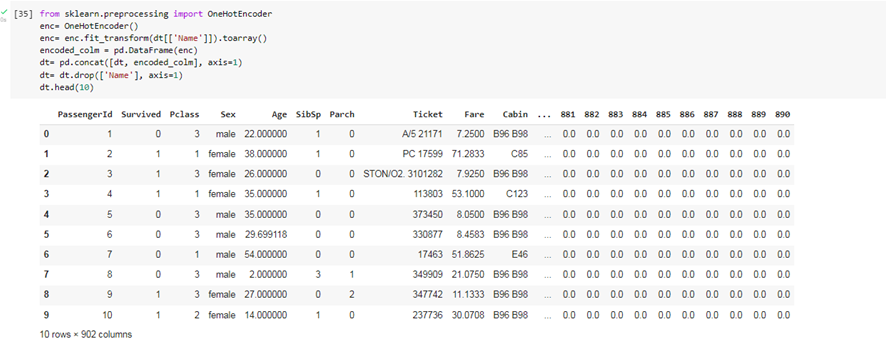 [35] from sklearn.preprocessing import OneHotEncoder
0s
enc= OneHotEncoder()
enc= enc.fit_transform(dt[['Name']]).toarray()
encoded_colm = pd.DataFrame(enc)
dt= pd.concat([dt, encoded_colm], axis=1)
dt= dt.drop(['Name'], axis=1)
dt.head(10)
PassengerId Survived Pclass Sex Age SibSp Parch Ticket Fare Cabin ... 881 882 883 884 885 886 887 888 889 890
0 1 0 3 male 22.000000 1 0 A/5 21171 7.2500 B96 B98 ... 0.0 0.0 0.0 0.0 0.0 0.0 0.0 0.0 0.0 0.0
1 2 1 1 female 38.000000 1 0 PC 17599 71.2833 C85 ... 0.0 0.0 0.0 0.0 0.0 0.0 0.0 0.0 0.0 0.0
2 3 1 3 female 26.000000 0 0 STON/O2. 3101282 7.9250 B96 B98 ... 0.0 0.0 0.0 0.0 0.0 0.0 0.0 0.0 0.0 0.0
3 4 1 1 female 35.000000 1 0 113803 53.1000 C123 ... 0.0 0.0 0.0 0.0 0.0 0.0 0.0 0.0 0.0 0.0
4 5 0 3 male 35.000000 0 0 373450 8.0500 B96 B98 ... 0.0 0.0 0.0 0.0 0.0 0.0 0.0 0.0 0.0 0.0
5 6 0 3 male 29.699118 0 0 330877 8.4583 B96 B98 ... 0.0 0.0 0.0 0.0 0.0 0.0 0.0 0.0 0.0 0.0
6 7 0 1 male 54.000000 0 0 17463 51.8625 E46 ... 0.0 0.0 0.0 0.0 0.0 0.0 0.0 0.0 0.0 0.0
7 8 0 3 male 2.000000 3 1 349909 21.0750 B96 B98 ... 0.0 0.0 0.0 0.0 0.0 0.0 0.0 0.0 0.0 0.0
8 9 1 3 female 27.000000 0 2 347742 11.1333 B96 B98 ... 0.0 0.0 0.0 0.0 0.0 0.0 0.0 0.0 0.0 0.0
9 10 1 2 female 14.000000 1 0 237736 30.0708 B96 B98 ... 0.0 0.0 0.0 0.0 0.0 0.0 0.0 0.0 0.0 0.0
10 rows × 902 columns